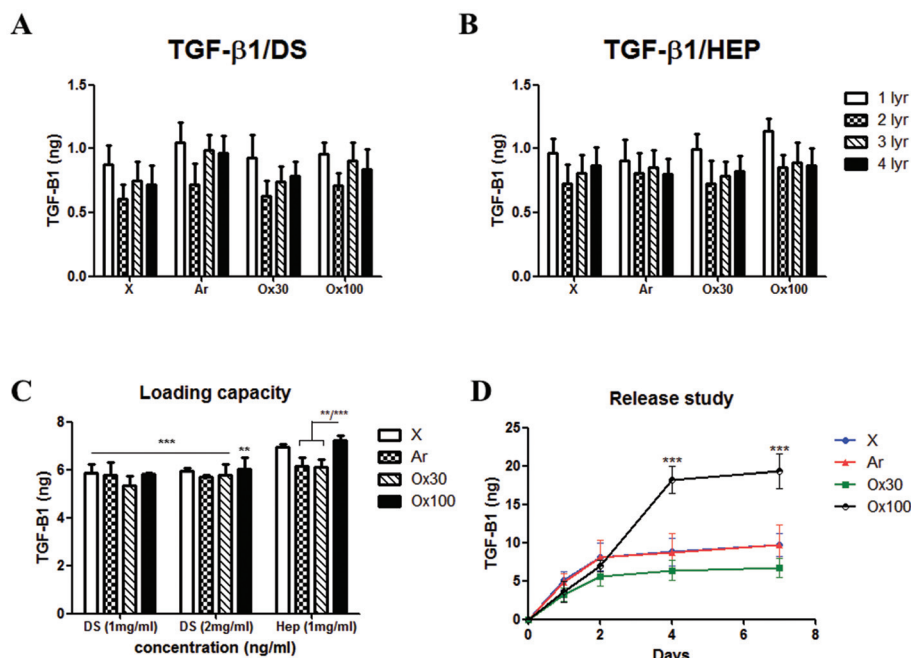 A
TGF-β1/DS
1.5
1.0
0.5
0.0
TGF-B1 (ng)
X Ar Ox30 Ox100
B
TGF-β1/HEP
1.5
1.0
0.5
0.0
TGF-B1 (ng)
X Ar Ox30 Ox100
1 lyr
2 lyr
3 lyr
4 lyr
C
Loading capacity
8
6
4
2
0
TGF-B1 (ng)
***
**
**/***
DS (1mg/ml) DS (2mg/ml) Hep (1mg/ml)
concentration (ng/ml)
X
Ar
Ox30
Ox100
D
Release study
25
20
15
10
5
0
TGF-B1 (ng)
*** ***
0 2 4 6 8
Days
X
Ar
Ox30
Ox100